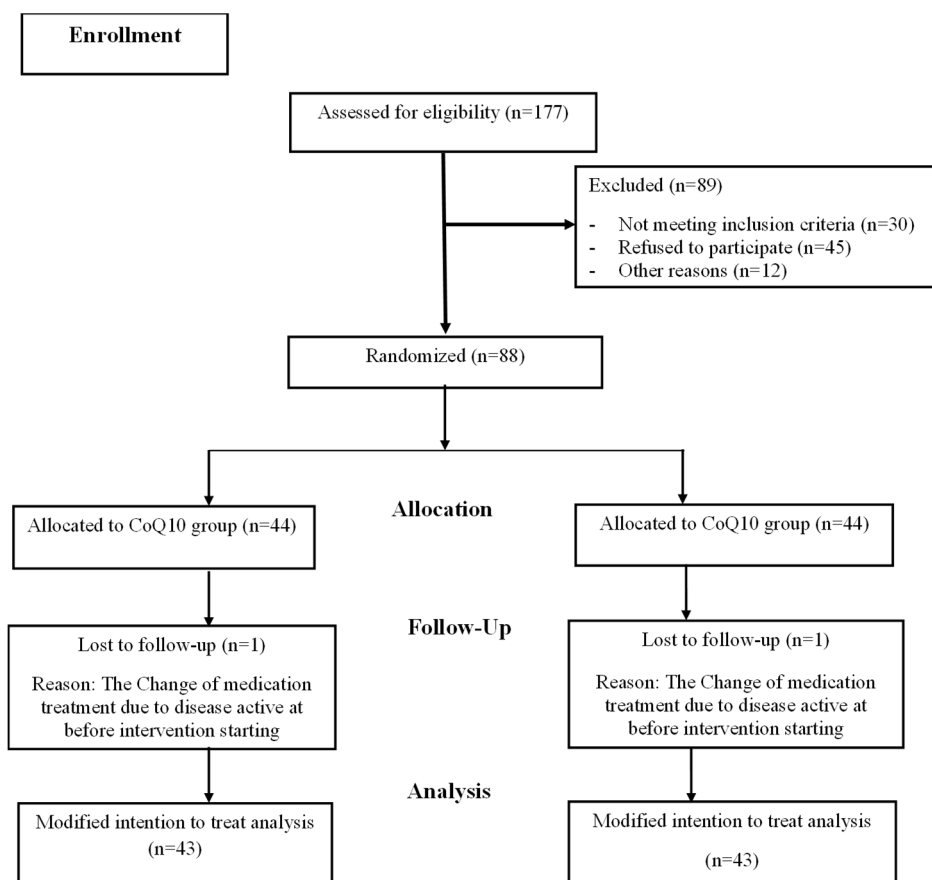 Enrollment
Assessed for eligibility (n=177)
Excluded (n=89)
- Not meeting inclusion criteria (n=30)
- Refused to participate (n=45)
- Other reasons (n=12)
Randomized (n=88)
Allocation
Allocated to CoQ10 group (n=44)
Allocated to CoQ10 group (n=44)
Follow-Up
Lost to follow-up (n=1)
Reason: The Change of medication
treatment due to disease active at
before intervention starting
Lost to follow-up (n=1)
Reason: The Change of medication
treatment due to disease active at
before intervention starting
Analysis
Modified intention to treat analysis
(n=43)
Modified intention to treat analysis
(n=43)